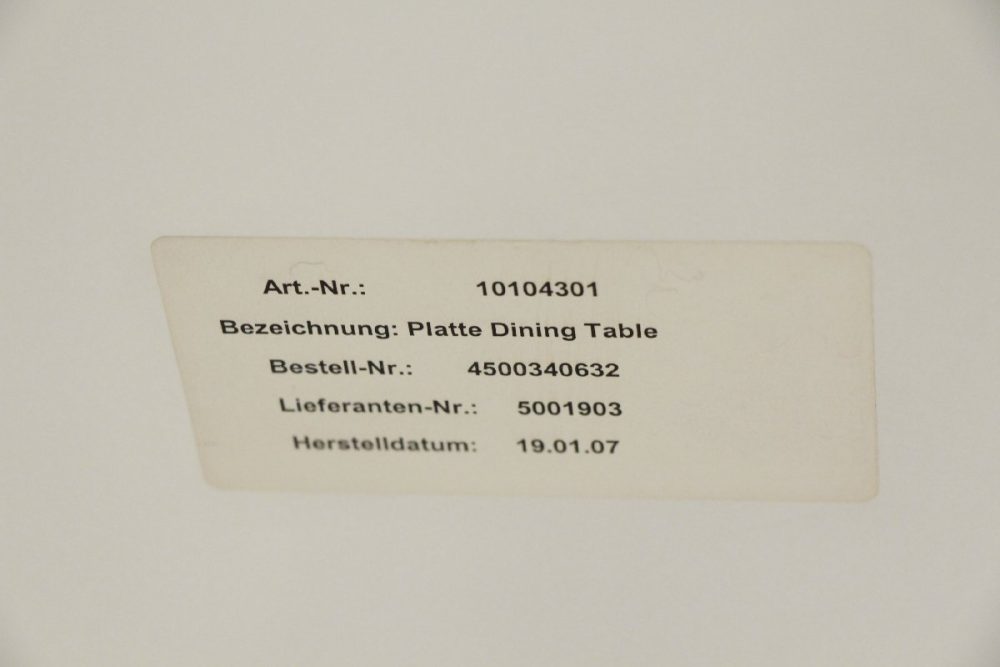 Art.-Nr.: 10104301
Bezeichnung: Platte Dining Table
Bestell-Nr.: 4500340632
Lieferanten-Nr.: 5001903
Herstelldatum: 19.01.07